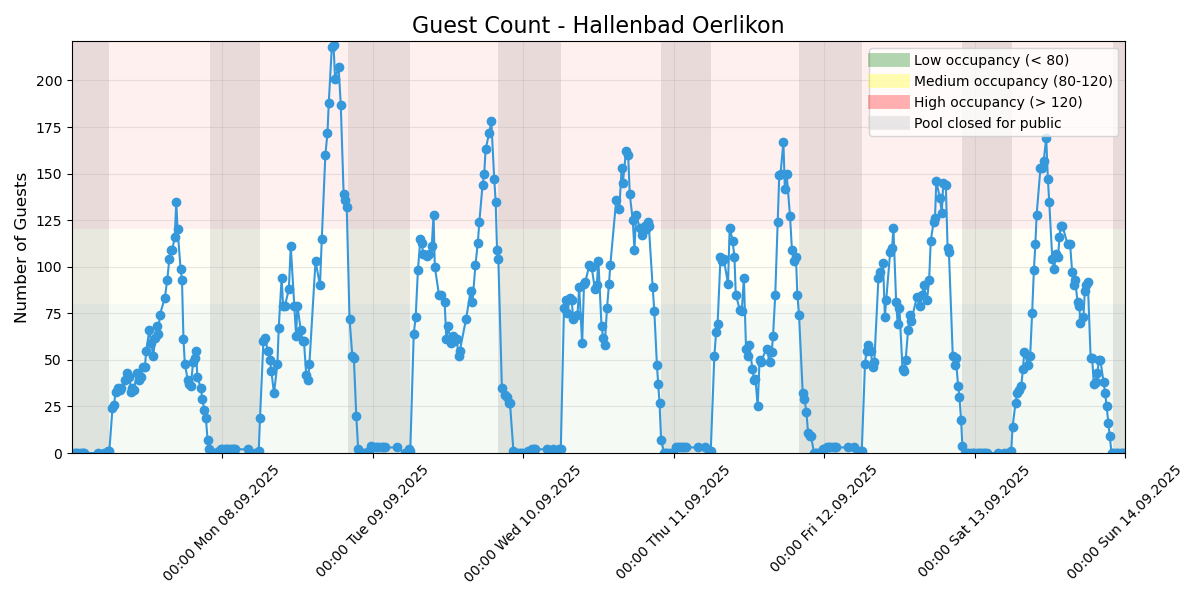 Guest Count - Hallenbad Oerlikon
Low occupancy (< 80)
Medium occupancy (80-120)
High occupancy (> 120)
Pool closed for public
Number of Guests
200
175
150
125
100
75
50
25
0
00:00 Mon 08.09.2025
00:00 Tue 09.09.2025
00:00 Wed 10.09.2025
00:00 Thu 11.09.2025
00:00 Fri 12.09.2025
00:00 Sat 13.09.2025
00:00 Sun 14.09.2025